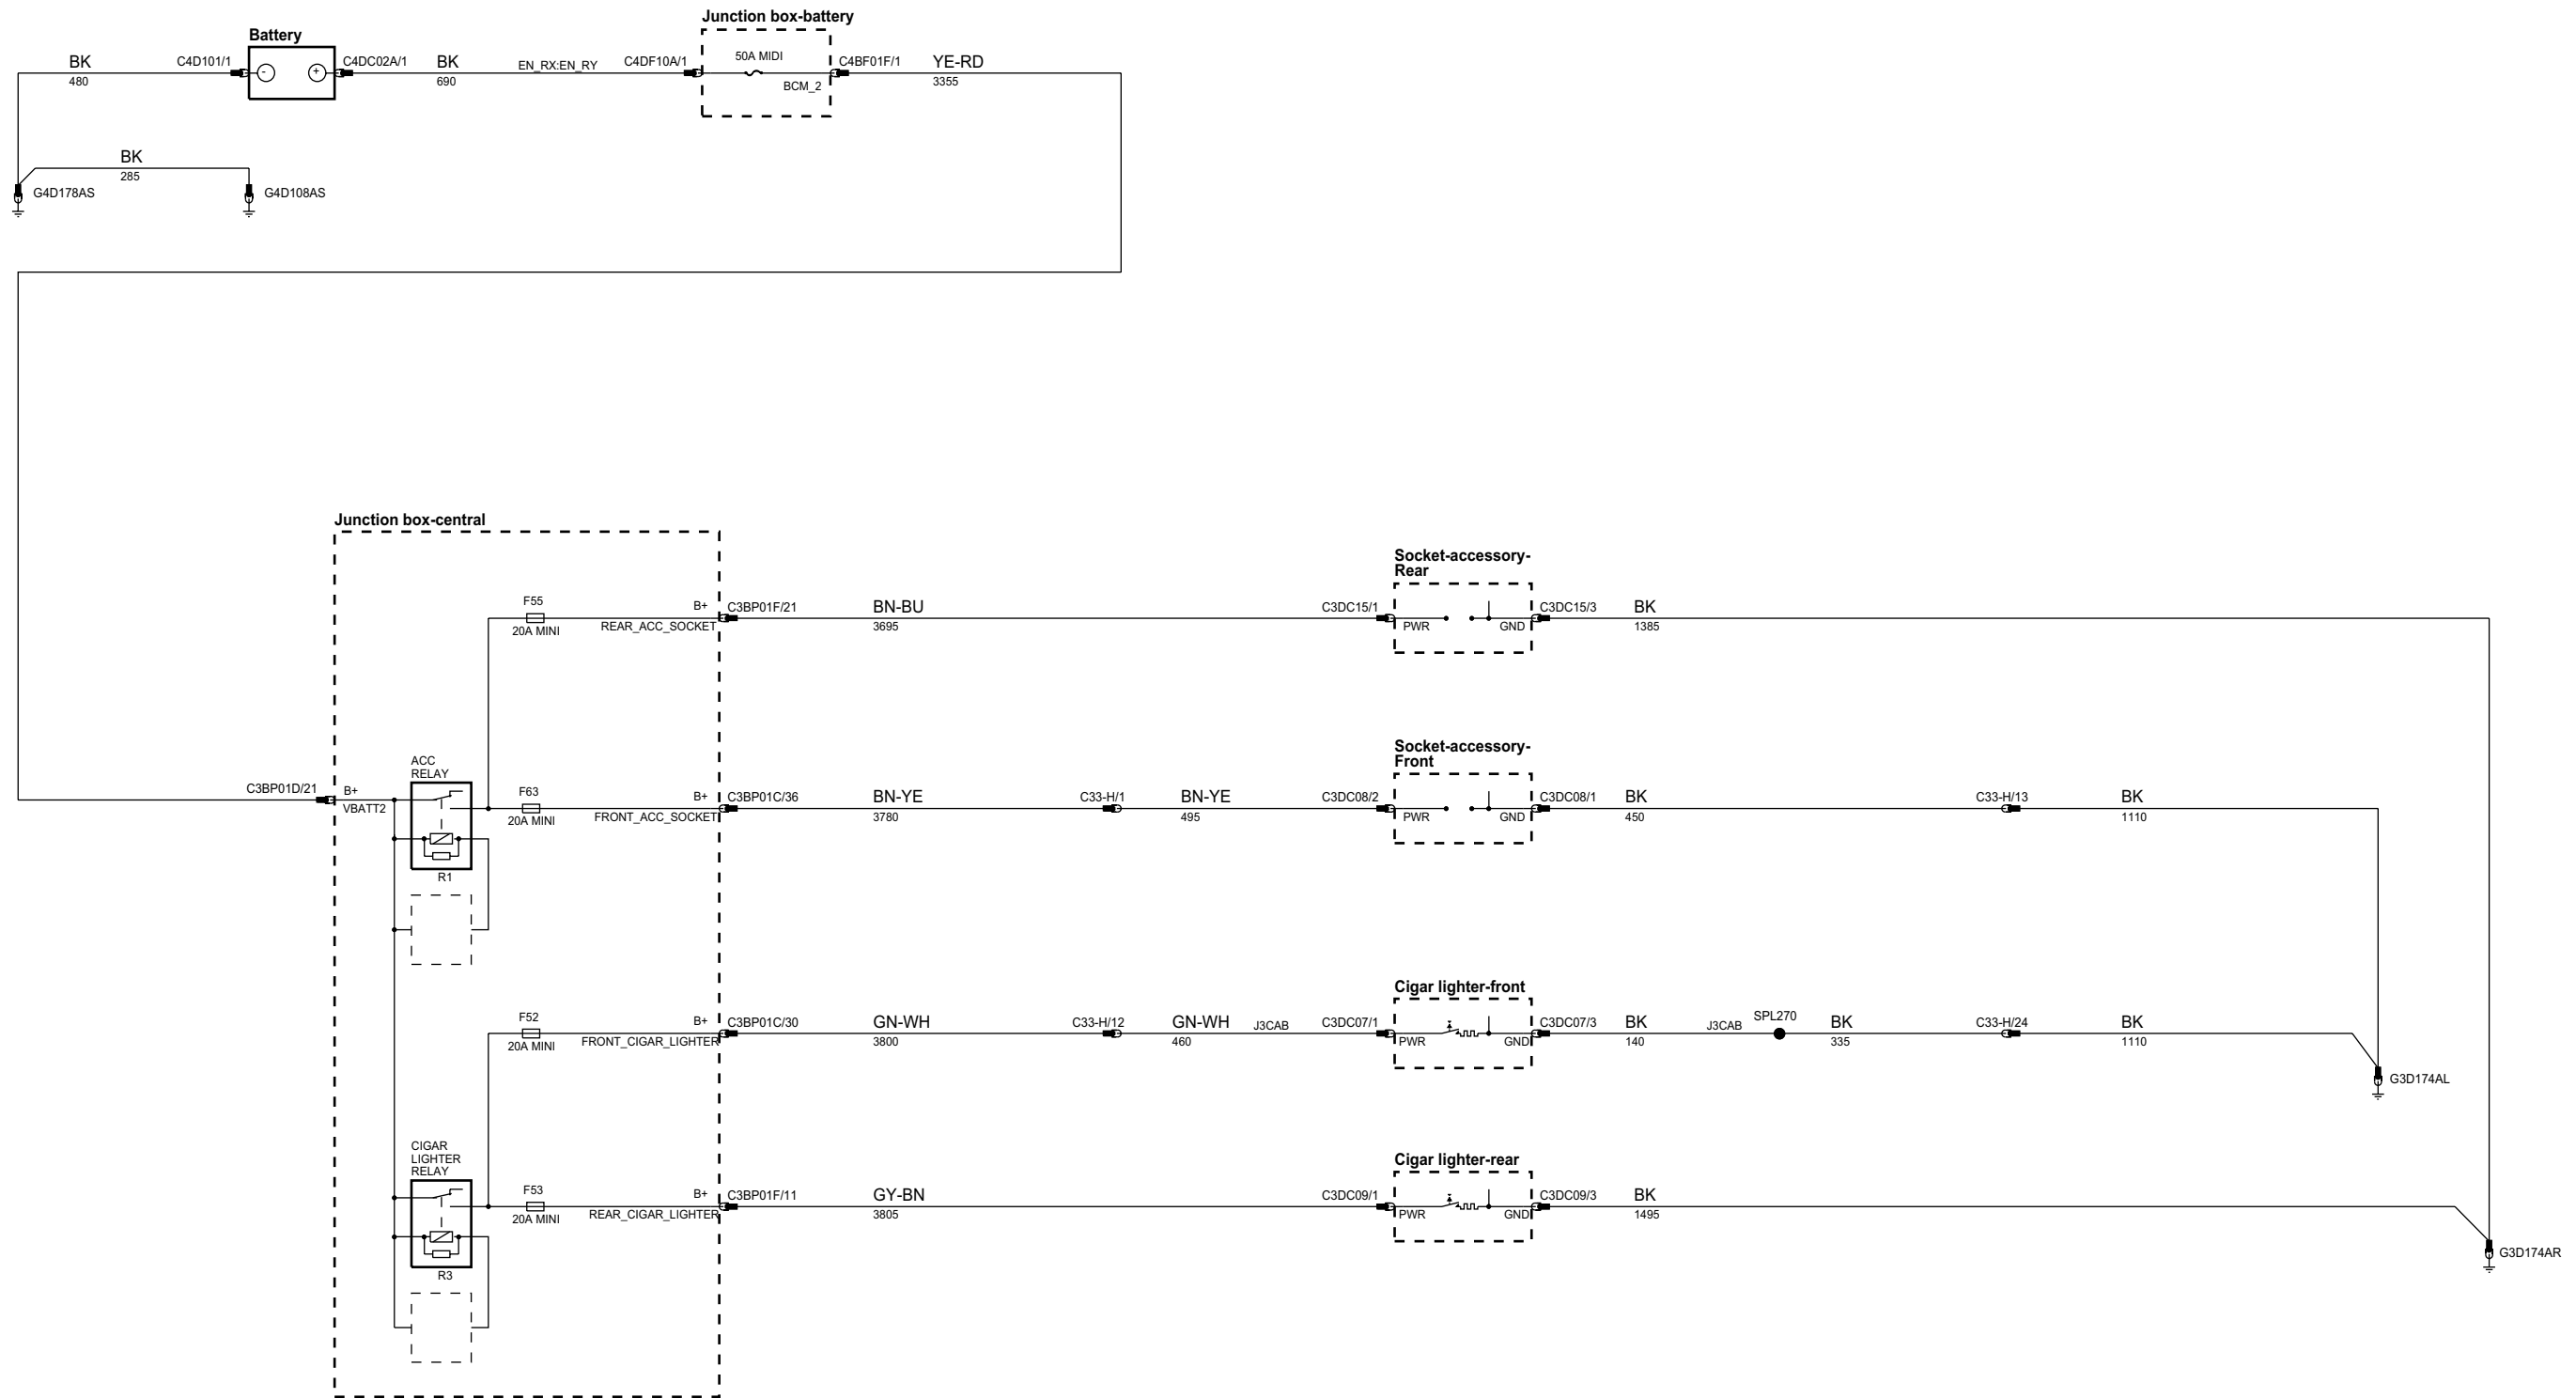 Junction box-battery
Battery
BK
480
C4D101/1
-
+
C4DC02A/1
BK
690
EN_RX:EN_RY
C4DF10A/1
50A MIDI
BCM_2
C4BF01F/1
YE-RD
3355
BK
285
G4D178AS
G4D108AS
Junction box-central
Socket-accessory-
Rear
F55
20A MINI
B+
REAR_ACC_SOCKET
C3BP01F/21
BN-BU
3695
C3DC15/1
PWR
GND
C3DC15/3
BK
1385
Socket-accessory-
Front
ACC
RELAY
C3BP01D/21
B+
VBATT2
F63
20A MINI
B+
FRONT_ACC_SOCKET
C3BP01C/36
BN-YE
3780
C33-H/1
BN-YE
495
C3DC08/2
PWR
GND
C3DC08/1
BK
450
C33-H/13
BK
1110
R1
Cigar lighter-front
F52
20A MINI
B+
FRONT_CIGAR_LIGHTER
C3BP01C/30
GN-WH
3800
C33-H/12
GN-WH
460
J3CAB
C3DC07/1
PWR
GND
C3DC07/3
BK
140
J3CAB
SPL270
BK
335
C33-H/24
BK
1110
G3D174AL
CIGAR
LIGHTER
RELAY
Cigar lighter-rear
F53
20A MINI
B+
REAR_CIGAR_LIGHTER
C3BP01F/11
GY-BN
3805
C3DC09/1
PWR
GND
C3DC09/3
BK
1495
G3D174AR
R3